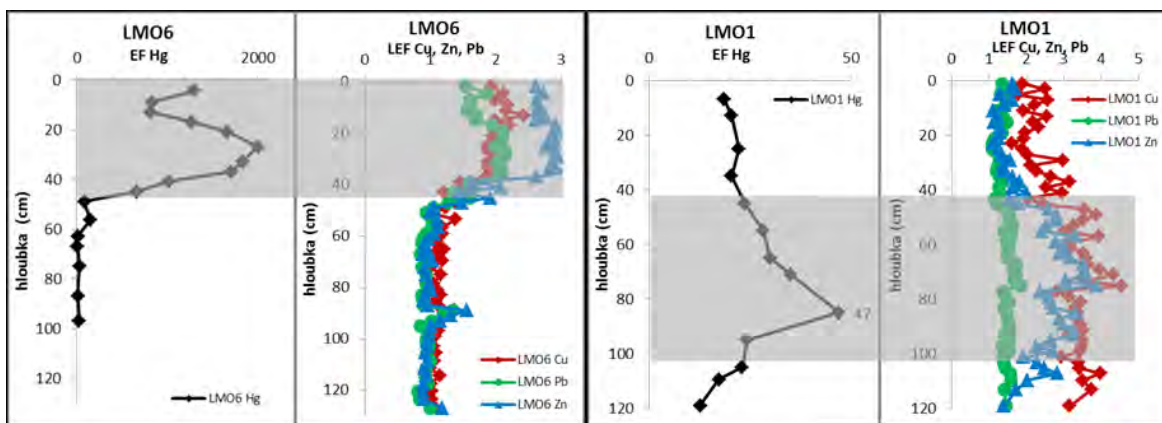 LMO6
EF Hg
0 2000
0
20
40
60
80
100
120
hloubka (cm)
LMO6 Hg
LMO6
LEF Cu, Zn, Pb
0 1 2 3
0
20
40
60
80
100
120
hloubka (cm)
LMO6 Cu
LMO6 Pb
LMO6 Zn
LMO1
EF Hg
0 50
0
20
40
60
80
100
120
hloubka (cm)
LMO1 Hg
47
LMO1
LEF Cu, Zn, Pb
0 1 2 3 4 5
0
20
40
60
80
100
120
hloubka (cm)
LMO1 Cu
LMO1 Pb
LMO1 Zn